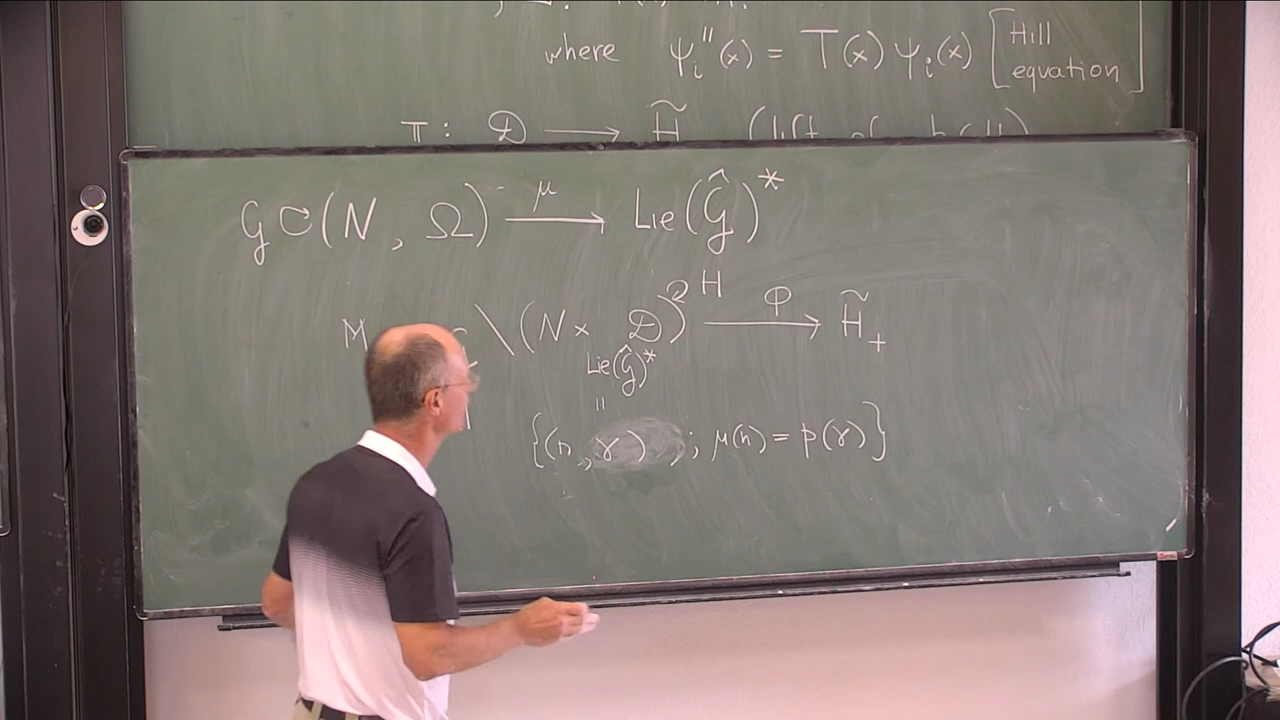 where ψᵢ''(x) = T(x) ψᵢ(x) [Hill equation]
π : 𝒟 ⟶ H̃ (lift of
𝒢 ↻ (N, Ω) —μ→ Lie(Ĝ)*
M \ (N × 𝒟) ↻ H —Φ→ H̃₊
Lie(Ĝ)*
"
{(n, γ) ; μ(n) = p(γ)}